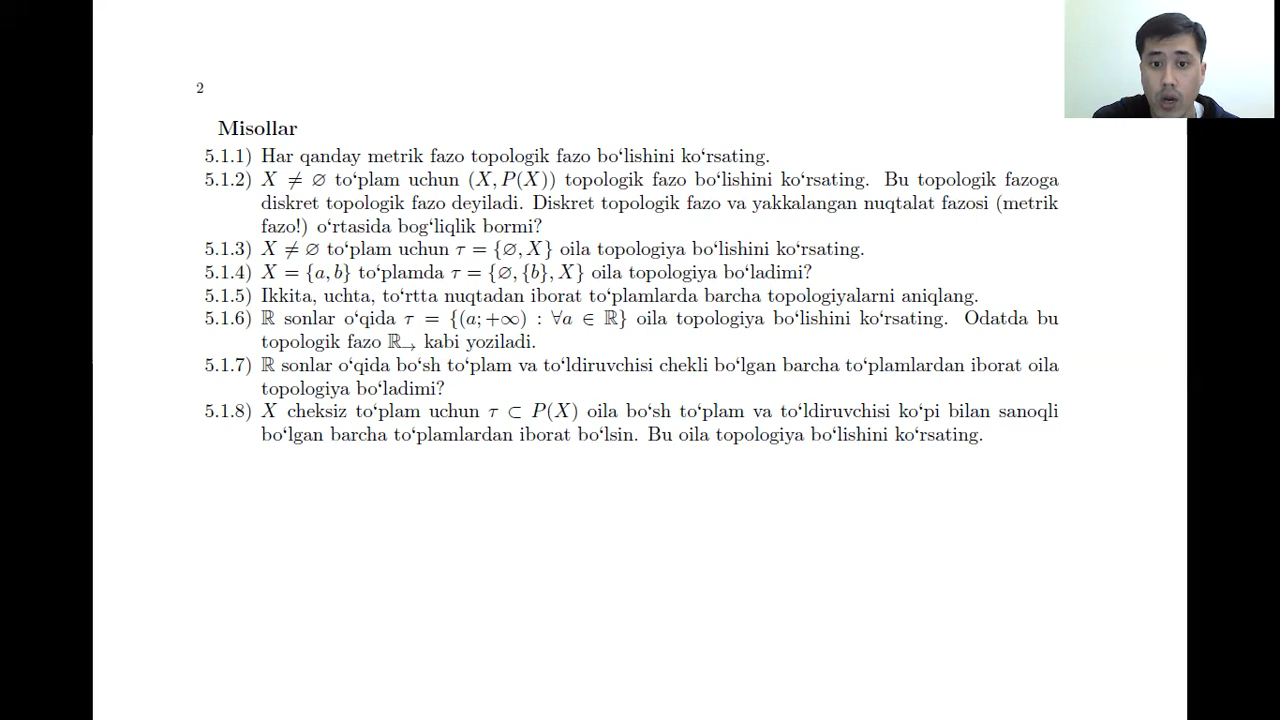 2
Misollar
5.1.1) Har qanday metrik fazo topologik fazo bo‘lishini ko‘rsating.
5.1.2) X ≠ ∅ to‘plam uchun (X, P(X)) topologik fazo bo‘lishini ko‘rsating. Bu topologik fazoga
diskret topologik fazo deyiladi. Diskret topologik fazo va yakkalangan nuqtalat fazosi (metrik
fazo!) o‘rtasida bog‘liqlik bormi?
5.1.3) X ≠ ∅ to‘plam uchun τ = {∅, X} oila topologiya bo‘lishini ko‘rsating.
5.1.4) X = {a, b} to‘plamda τ = {∅, {b}, X} oila topologiya bo‘ladimi?
5.1.5) Ikkita, uchta, to‘rtta nuqtadan iborat to‘plamlarda barcha topologiyalarni aniqlang.
5.1.6) ℝ sonlar o‘qida τ = {(a; +∞) : ∀a ∈ ℝ} oila topologiya bo‘lishini ko‘rsating. Odatda bu
topologik fazo ℝ→ kabi yoziladi.
5.1.7) ℝ sonlar o‘qida bo‘sh to‘plam va to‘ldiruvchisi chekli bo‘lgan barcha to‘plamlardan iborat oila
topologiya bo‘ladimi?
5.1.8) X cheksiz to‘plam uchun τ ⊂ P(X) oila bo‘sh to‘plam va to‘ldiruvchisi ko‘pi bilan sanoqli
bo‘lgan barcha to‘plamlardan iborat bo‘lsin. Bu oila topologiya bo‘lishini ko‘rsating.